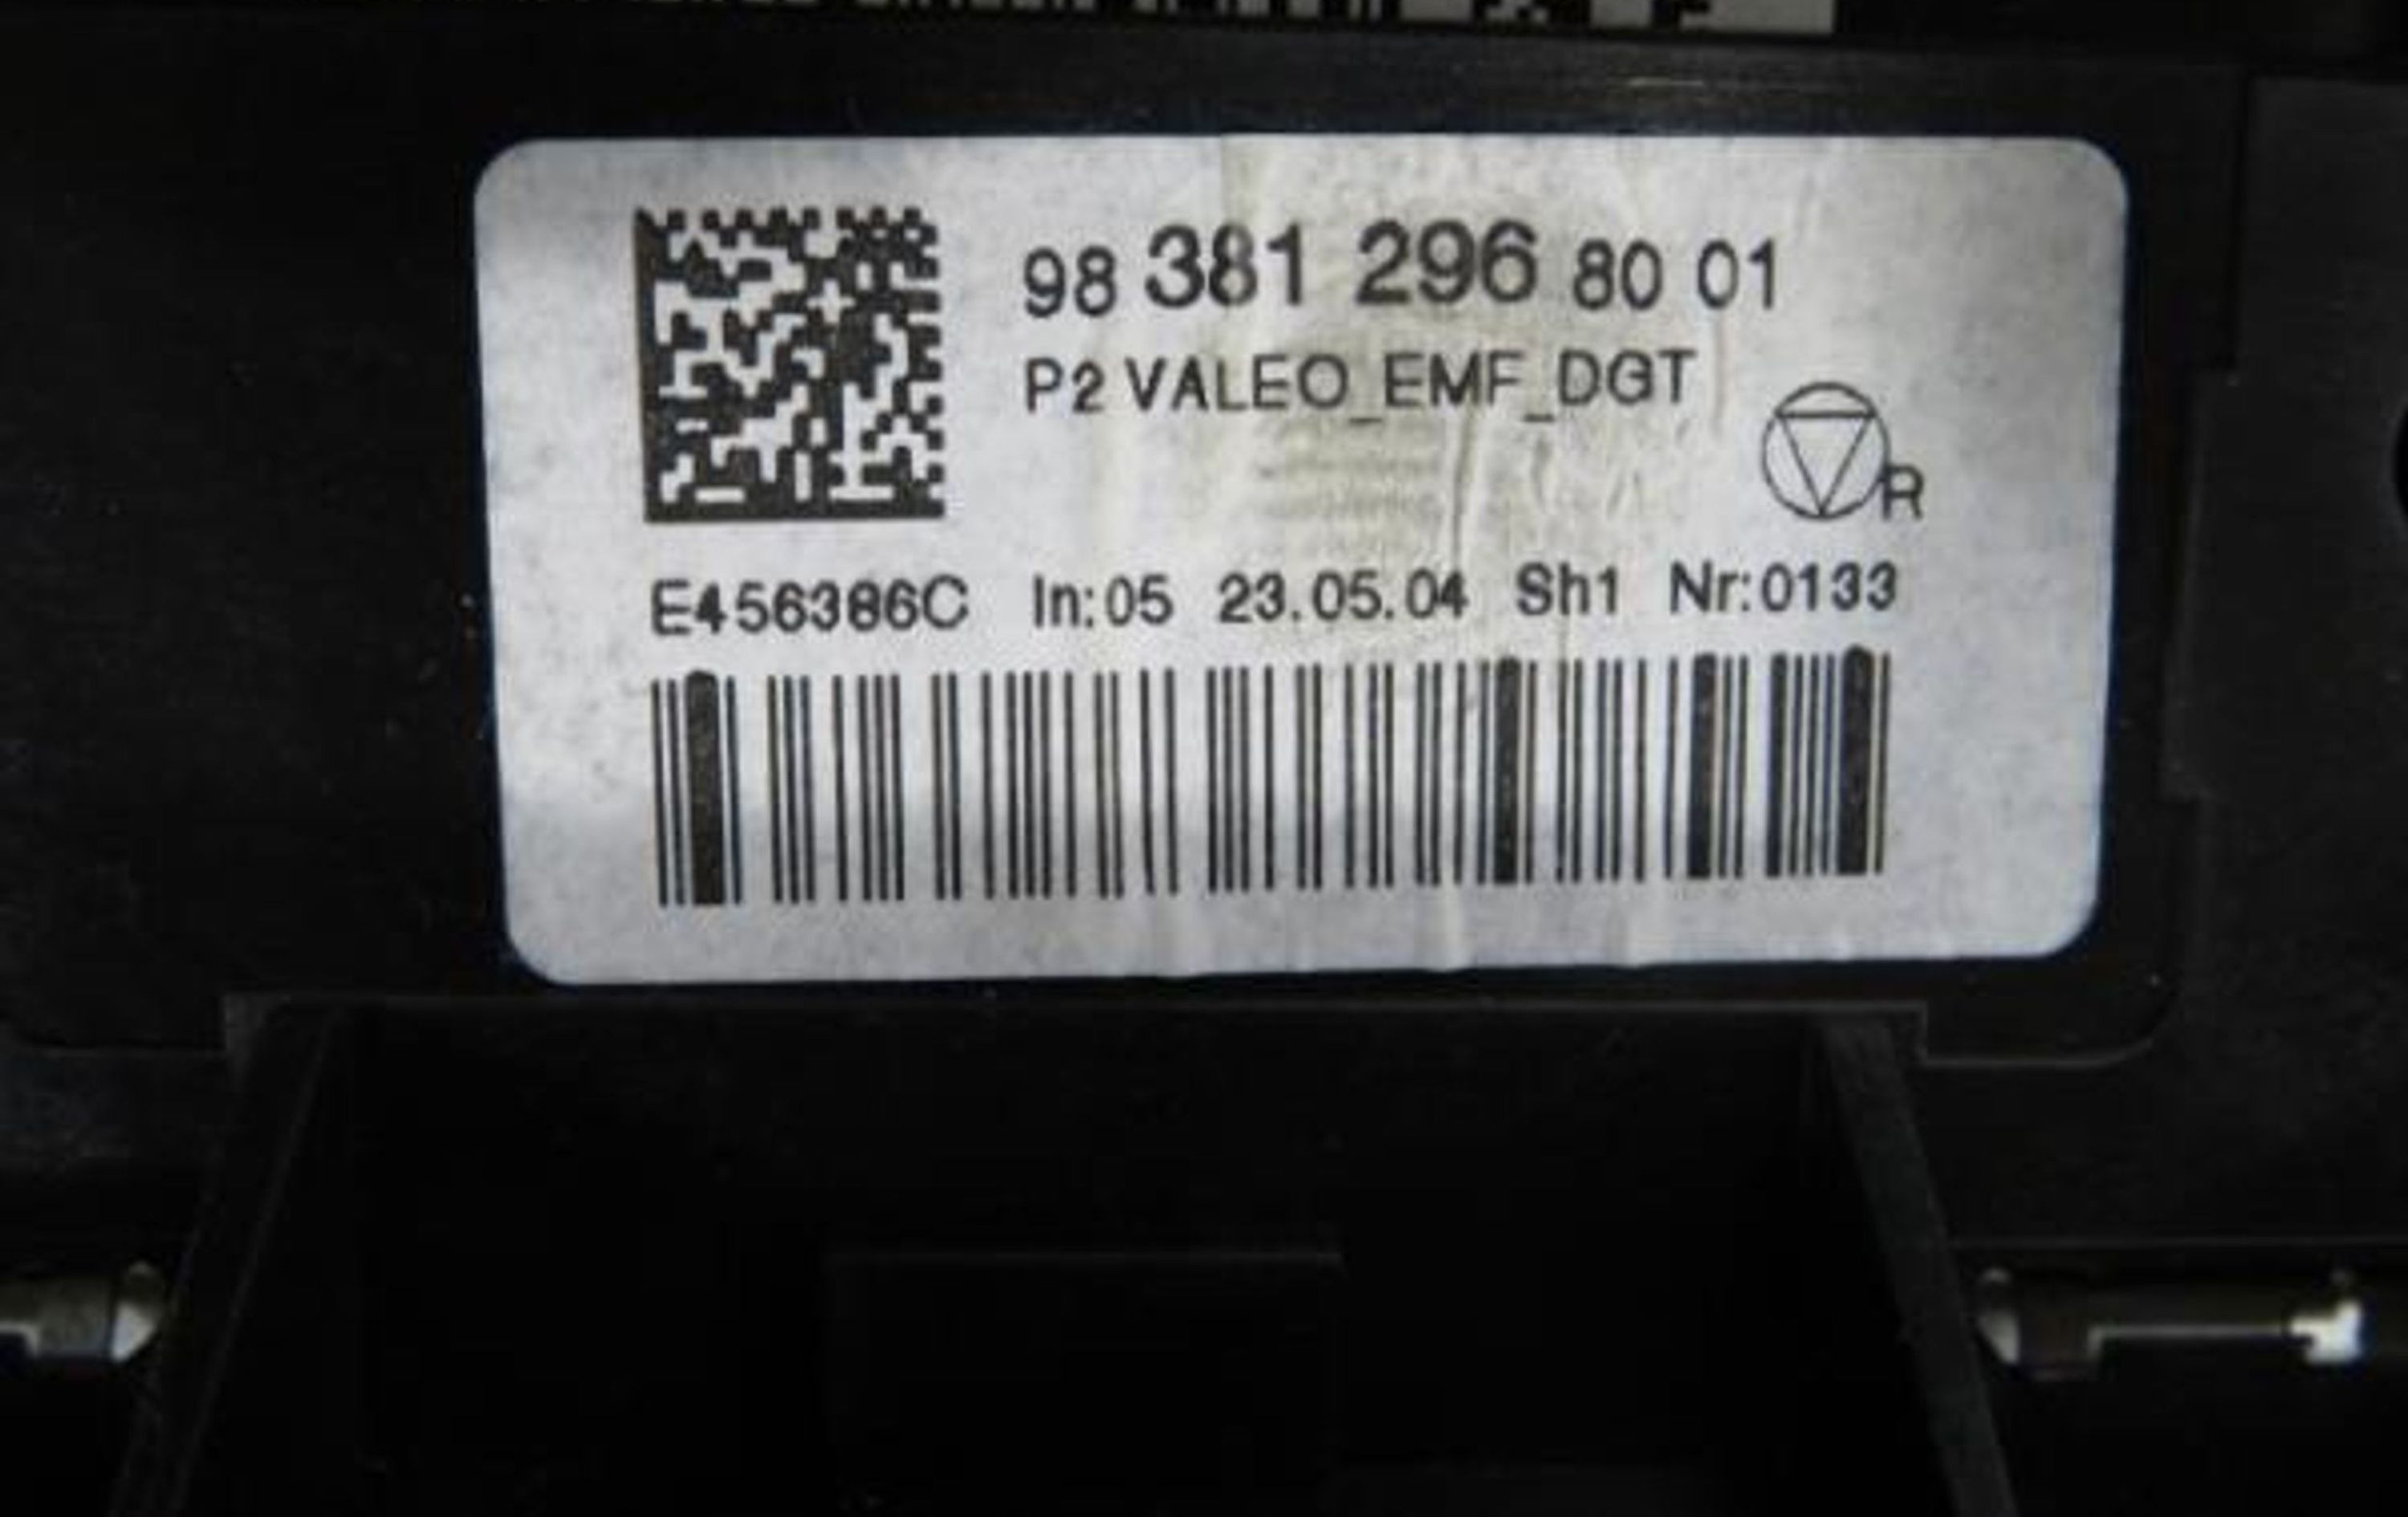 98 381 296 80 01
P2 VALEO_EMF_DGT
R
E456386C In:05 23.05.04 Sh1 Nr:0133